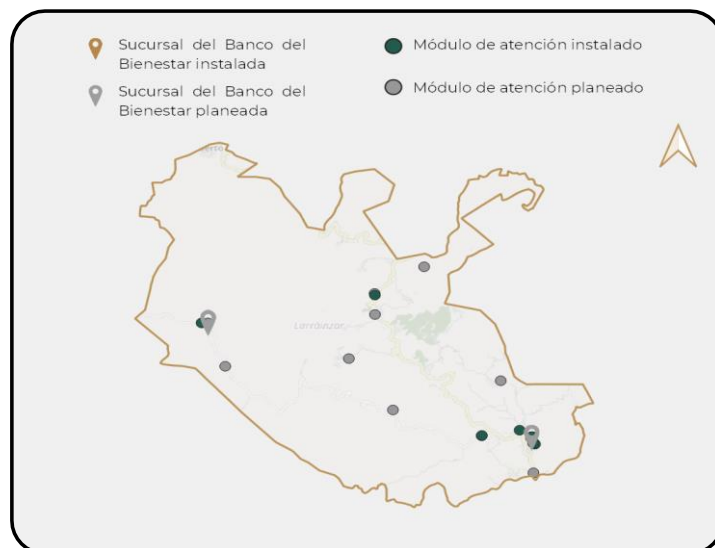 Sucursal del Banco del
Bienestar instalada
Sucursal del Banco del
Bienestar planeada
Módulo de atención instalado
Módulo de atención planeado
Larráinzar